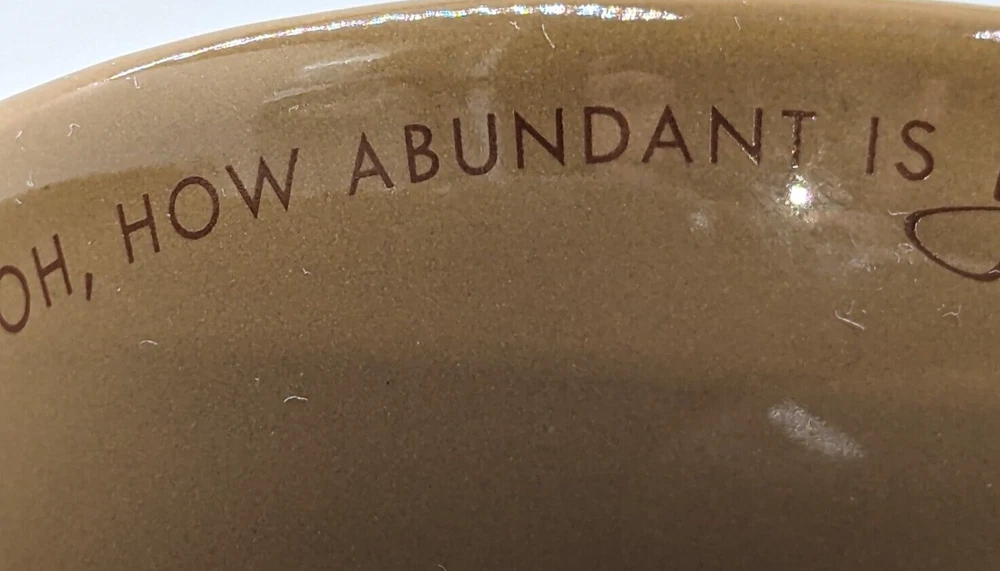 OH, HOW ABUNDANT IS